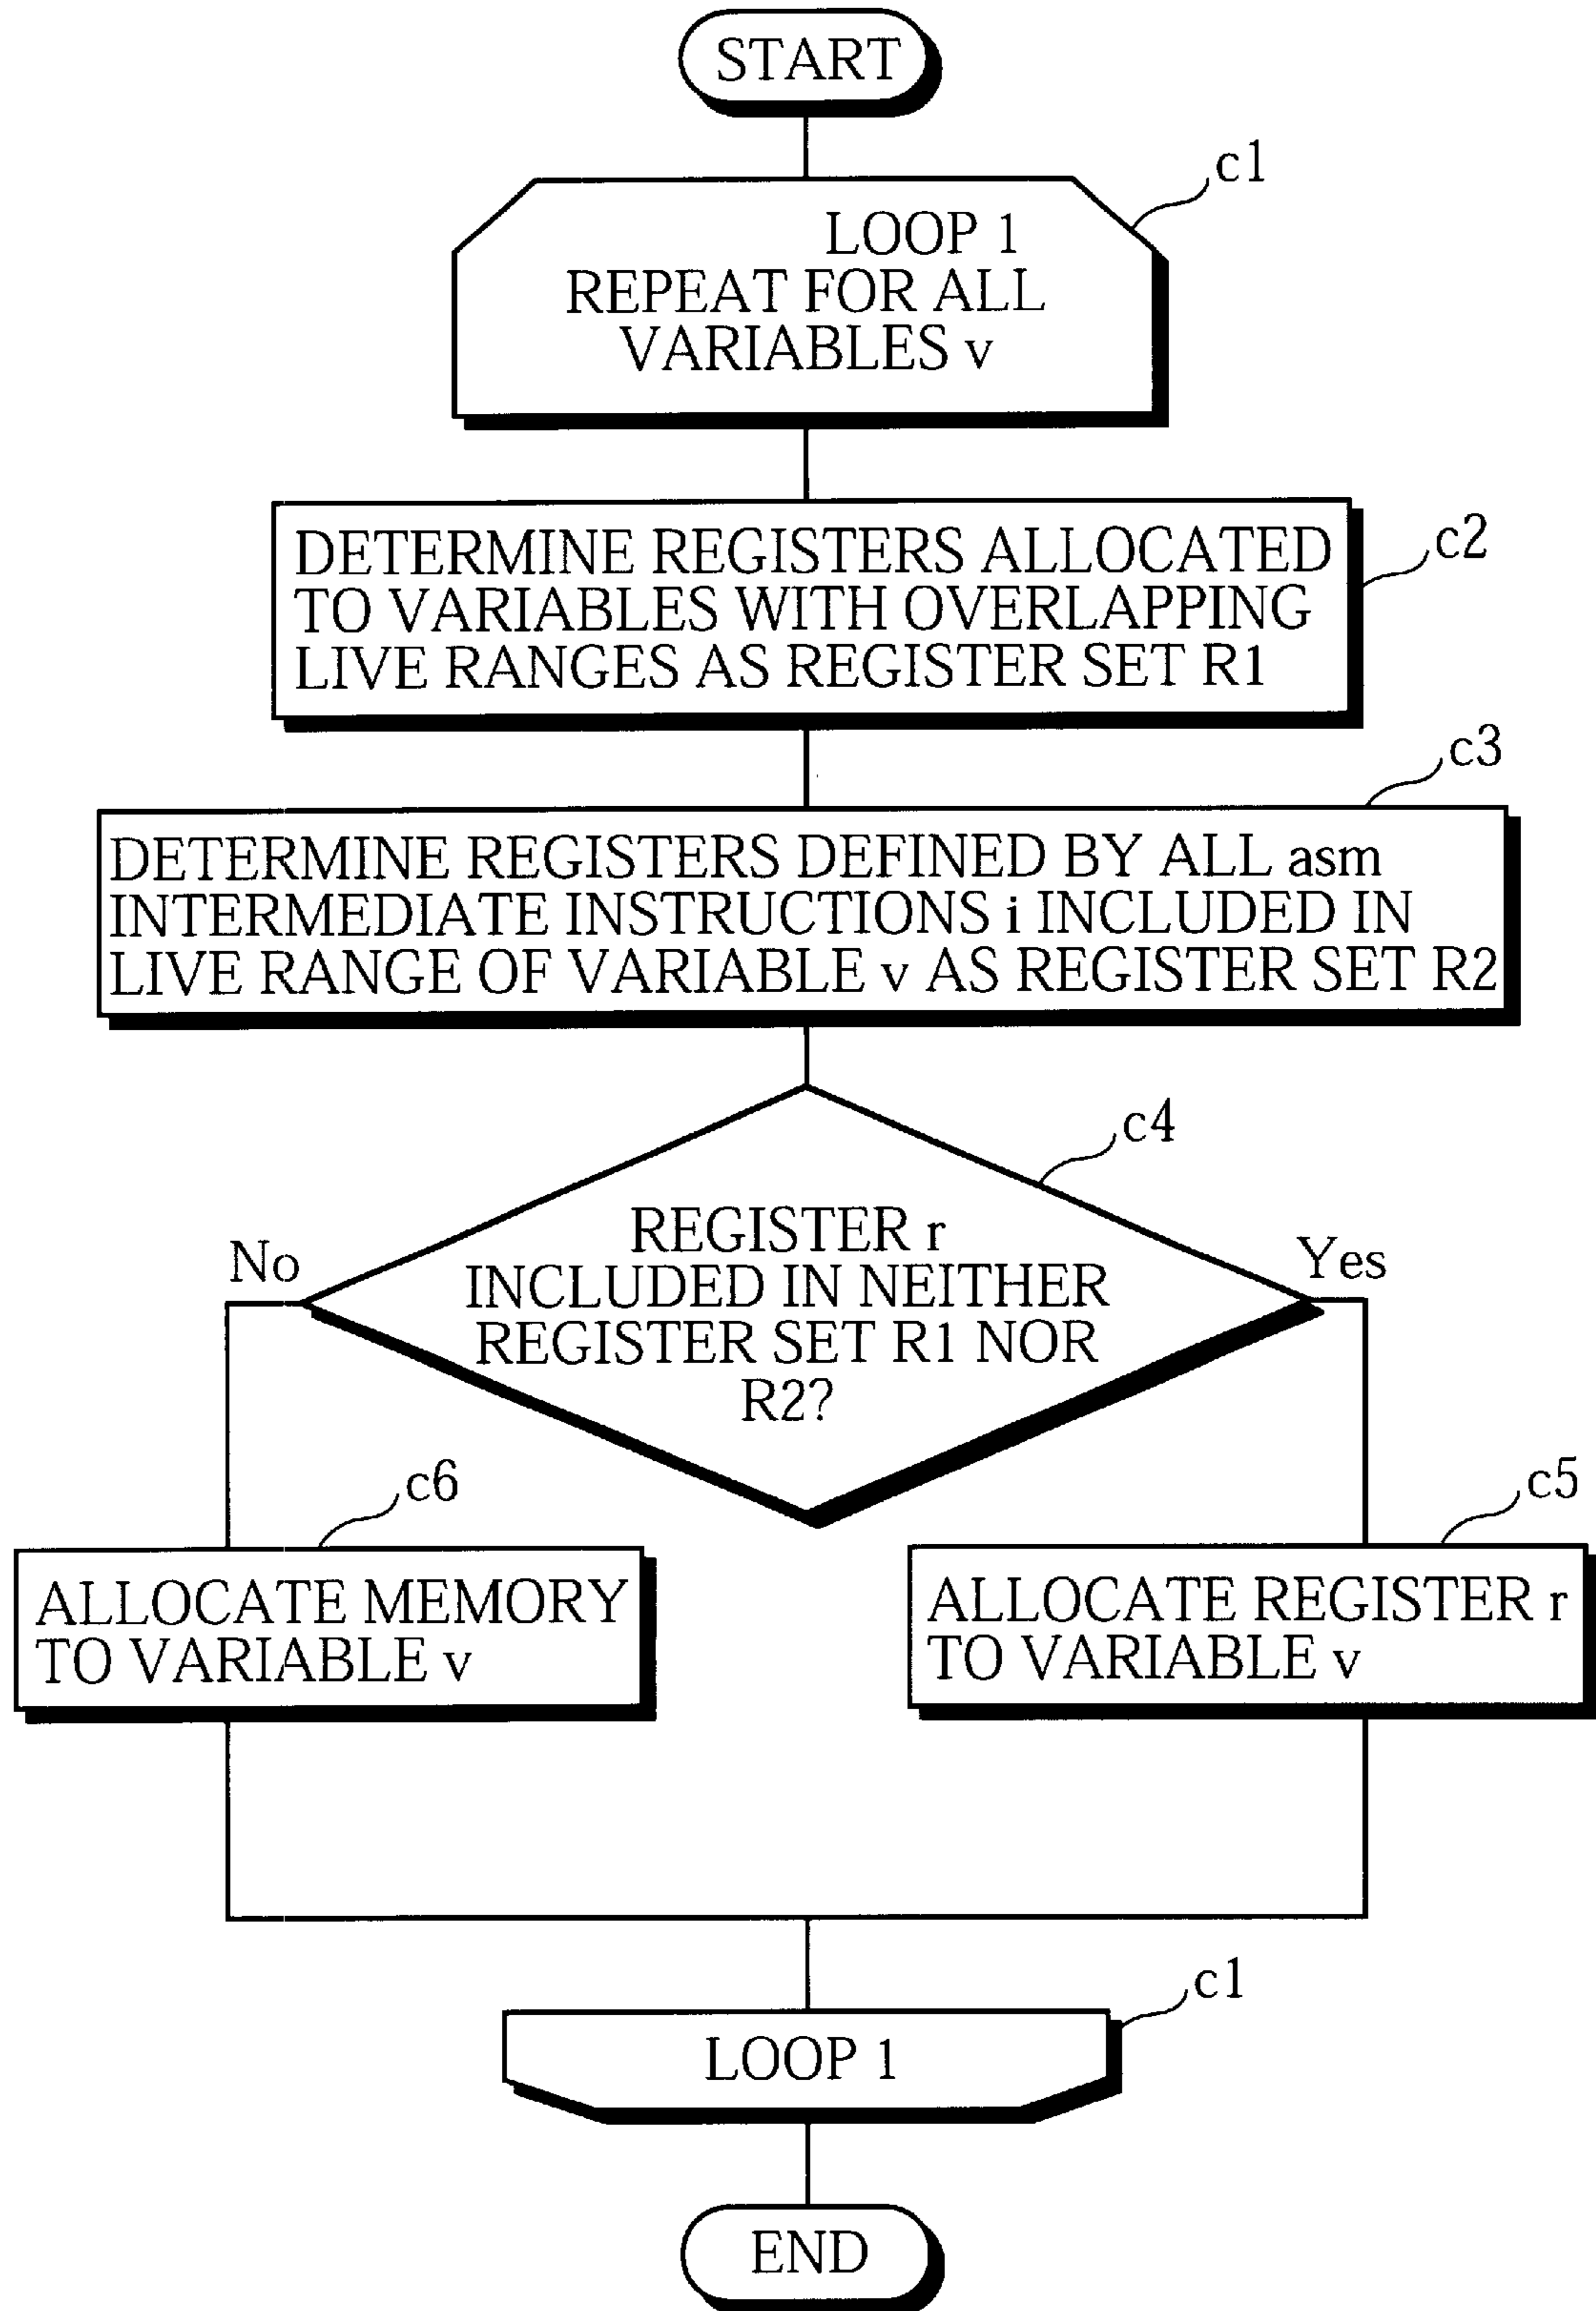 START
c1
LOOP 1
REPEAT FOR ALL
VARIABLES v
c2
DETERMINE REGISTERS ALLOCATED
TO VARIABLES WITH OVERLAPPING
LIVE RANGES AS REGISTER SET R1
c3
DETERMINE REGISTERS DEFINED BY ALL asm
INTERMEDIATE INSTRUCTIONS i INCLUDED IN
LIVE RANGE OF VARIABLE v AS REGISTER SET R2
c4
REGISTER r
INCLUDED IN NEITHER
REGISTER SET R1 NOR
R2?
No
Yes
c6
ALLOCATE MEMORY
TO VARIABLE v
c5
ALLOCATE REGISTER r
TO VARIABLE v
c1
LOOP 1
END